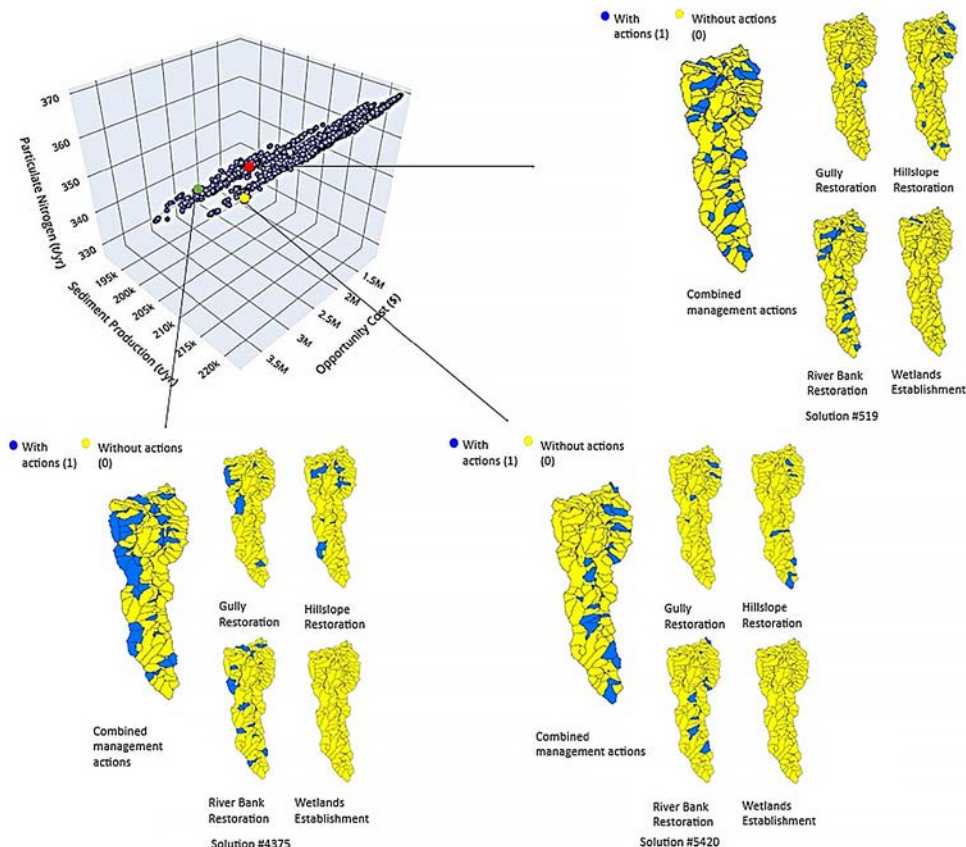 370
360
350
340
330
Particulate Nitrogen (t/yr)
195k
200k
205k
210k
215k
220k
Sediment Production (t/yr)
1.5M
2M
2.5M
3M
3.5M
Opportunity Cost ($)
With
actions (1)
Without actions
(0)
Gully
Restoration
Hillslope
Restoration
Combined
management actions
River Bank
Restoration
Wetlands
Establishment
Solution #519
With
actions (1)
Without actions
(0)
Gully
Restoration
Hillslope
Restoration
Combined
management
actions
River Bank
Restoration
Wetlands
Establishment
Solution #4375
With
actions (1)
Without actions
(0)
Gully
Restoration
Hillslope
Restoration
Combined
management actions
River Bank
Restoration
Wetlands
Establishment
Solution #5420